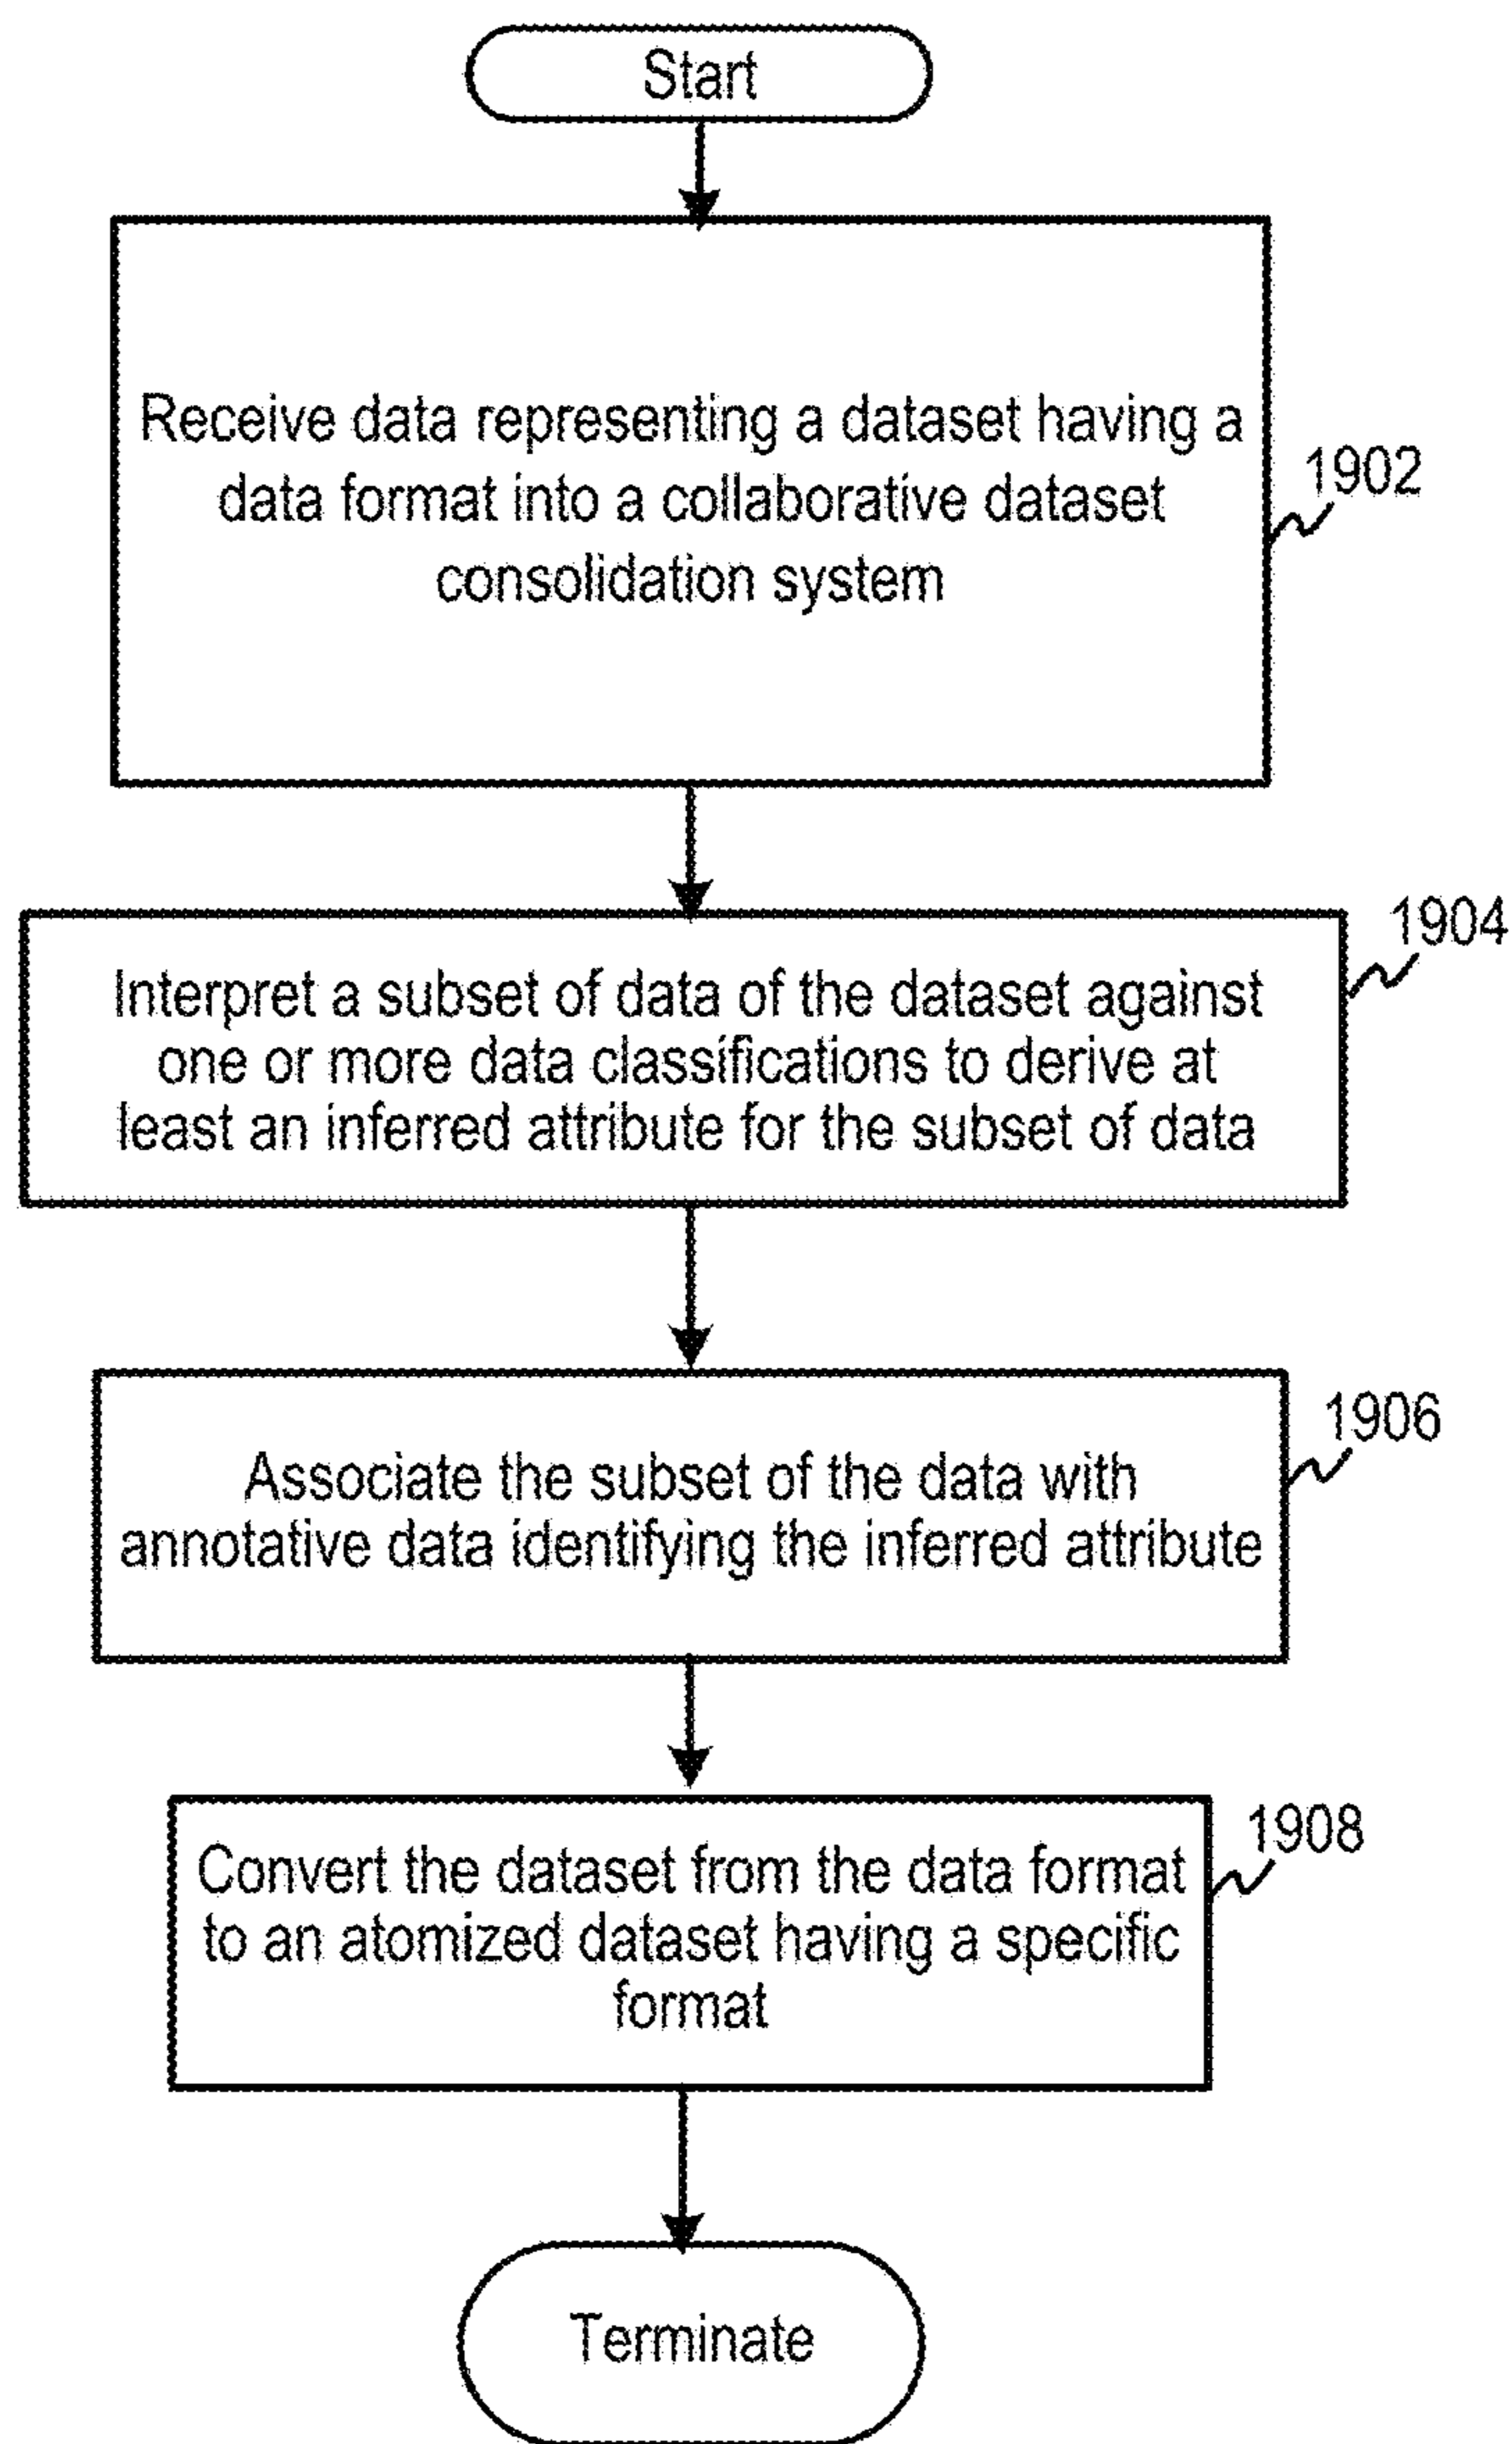 Start
Receive data representing a dataset having a
data format into a collaborative dataset
consolidation system
1902
1904
Interpret a subset of data of the dataset against
one or more data classifications to derive at
least an inferred attribute for the subset of data
1906
Associate the subset of the data with
annotative data identifying the inferred attribute
1908
Convert the dataset from the data format
to an atomized dataset having a specific
format
Terminate